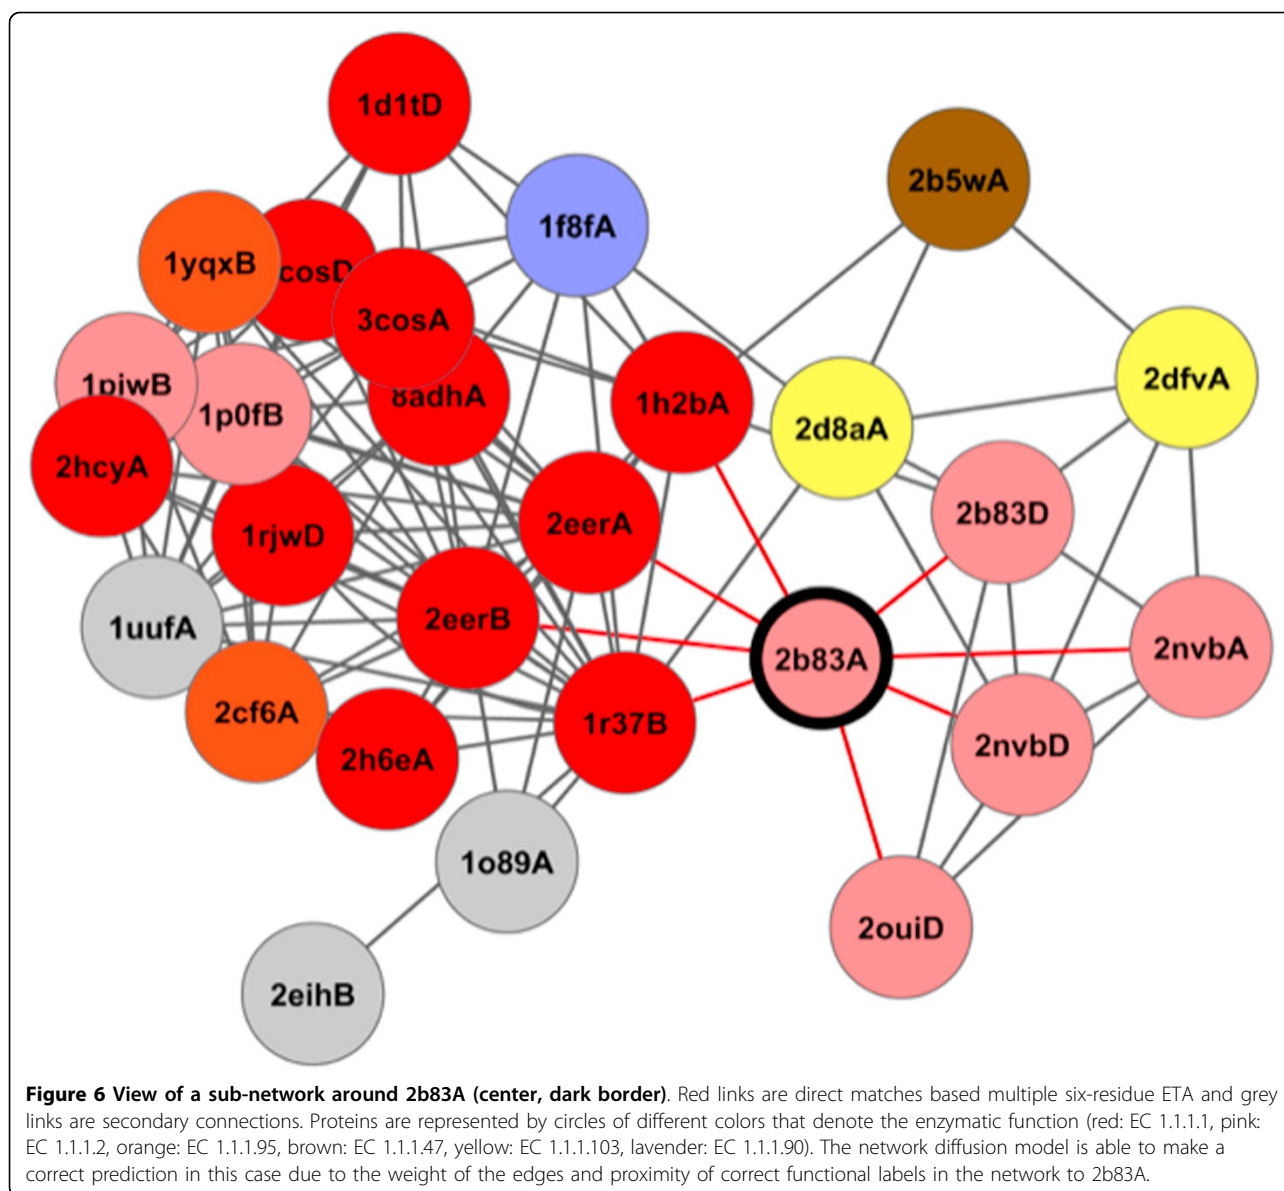 1d1tD
2b5wA
1f8fA
1yqxB
cosD
3cosA
2dfvA
1piwB
8adhA
1h2bA
1p0fB
2d8aA
2hcyA
2b83D
2eerA
1rjwD
2eerB
1uufA
2nvbA
2b83A
2cf6A
1r37B
2nvbD
2h6eA
1o89A
2ouiD
2eihB
Figure 6 View of a sub-network around 2b83A (center, dark border). Red links are direct matches based multiple six-residue ETA and grey
links are secondary connections. Proteins are represented by circles of different colors that denote the enzymatic function (red: EC 1.1.1.1, pink:
EC 1.1.1.2, orange: EC 1.1.1.95, brown: EC 1.1.1.47, yellow: EC 1.1.1.103, lavender: EC 1.1.1.90). The network diffusion model is able to make a
correct prediction in this case due to the weight of the edges and proximity of correct functional labels in the network to 2b83A.